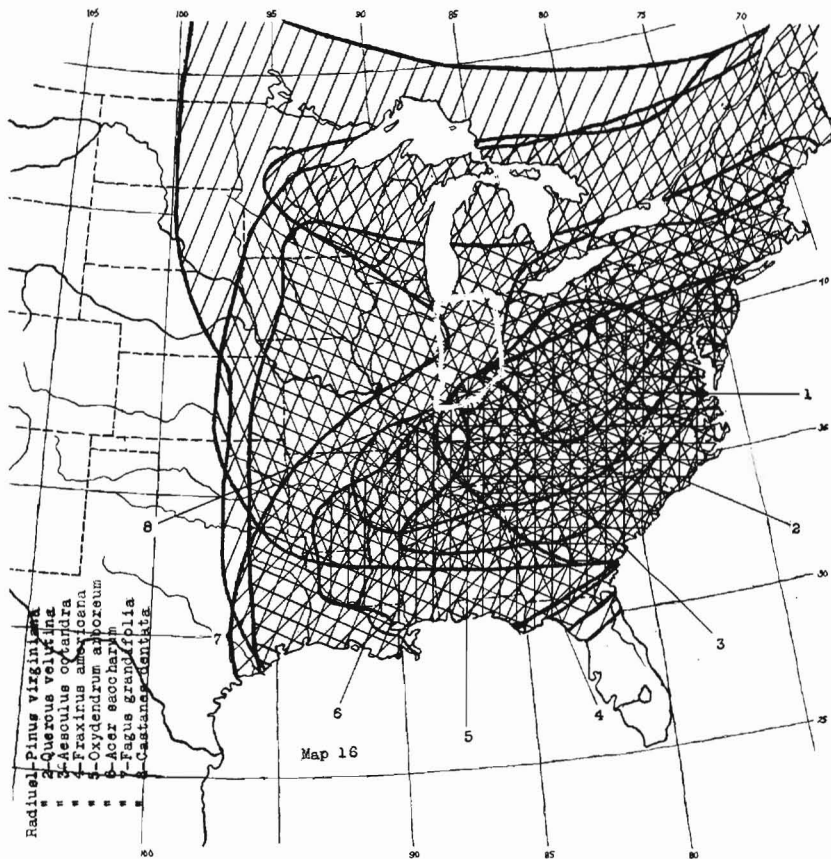 105
100
95
90
85
80
75
70
40
1
35
2
8
30
7
3
6
5
4
25
Map 16
Radius1-Pinus virginiana
" 2-Quercus velutina
" 3-Aesculus octandra
" 4-Fraxinus americana
" 5-Oxydendrum arboreum
" 6-Acer saccharum
" 7-Fagus grandifolia
" 8-Castanea dentata
100
95
90
85
80